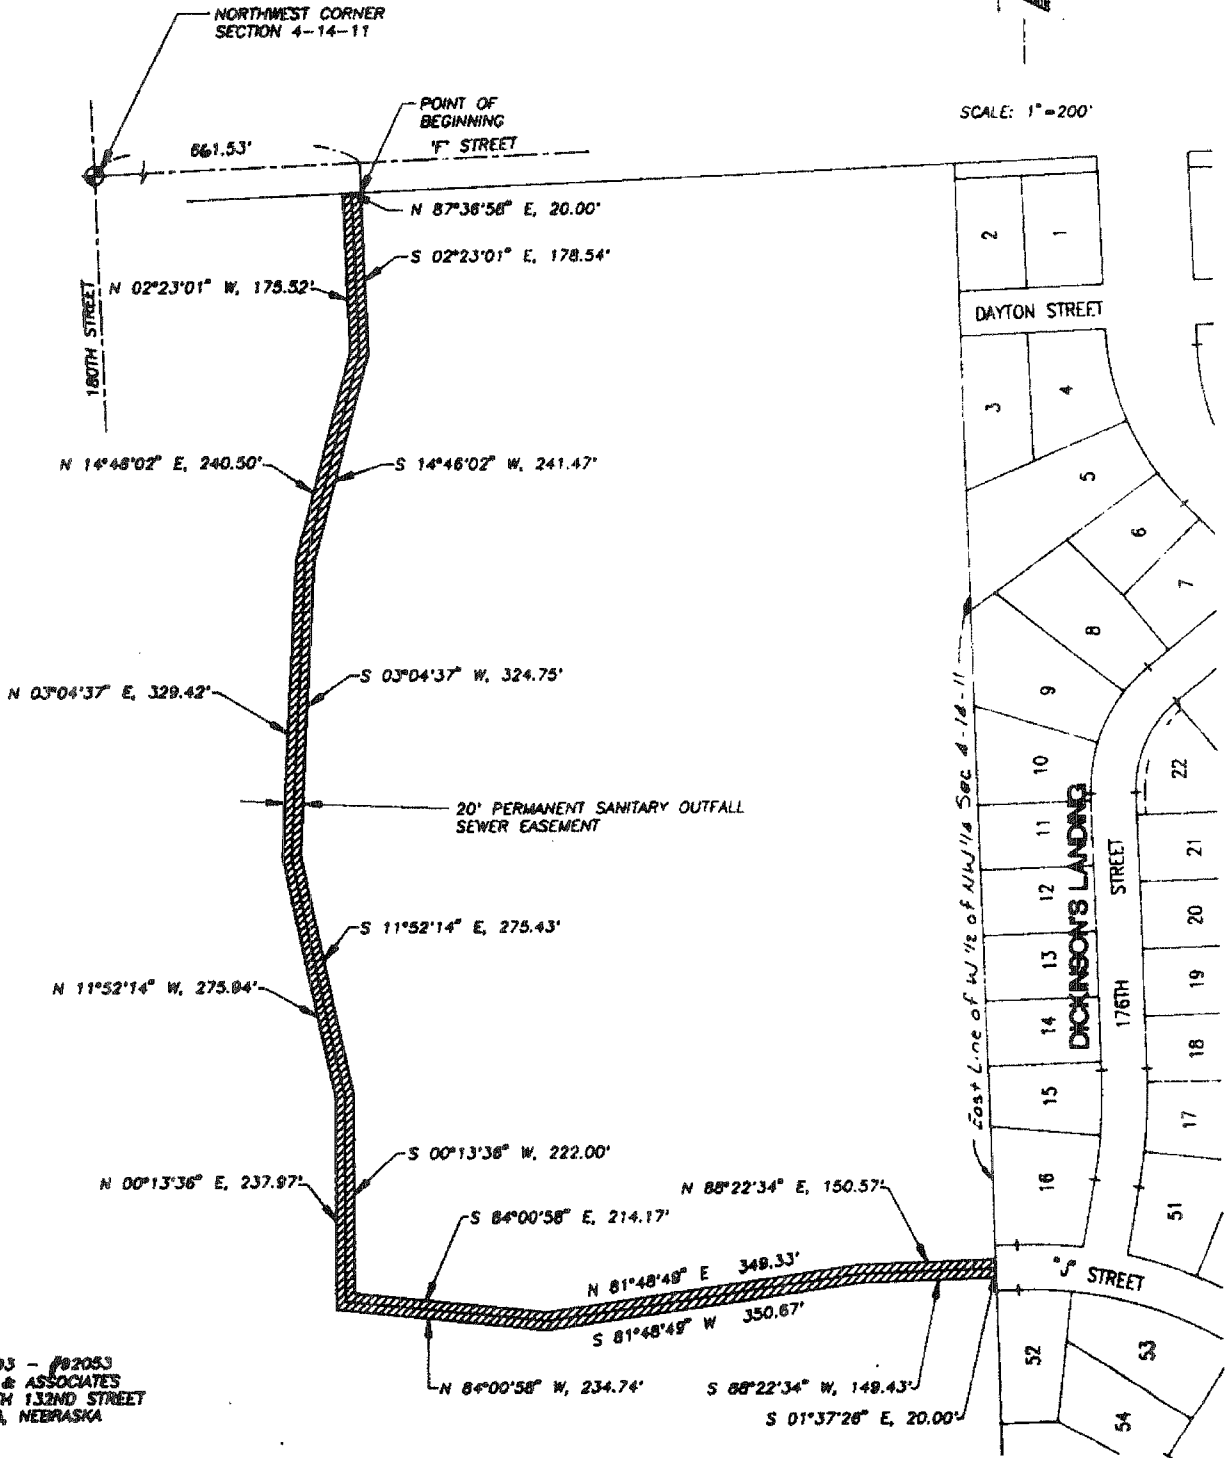 NORTHWEST CORNER
SECTION 4-14-11
POINT OF
BEGINNING
SCALE: 1"=200'
661.53'
'F' STREET
N 87°36'58" E, 20.00'
S 02°23'01" E, 178.54'
N 02°23'01" W, 175.52'
180TH STREET
2
1
DAYTON STREET
3
4
N 14°46'02" E, 240.50'
S 14°46'02" W, 241.47'
5
6
7
8
S 03°04'37" W, 324.75'
N 03°04'37" E, 329.42'
9
10
22
20' PERMANENT SANITARY OUTFALL
SEWER EASEMENT
East Line of W 1/2 of NW 1/4 Sec 4-14-11
DICKINSON'S LANDING
176TH STREET
11
21
12
20
S 11°52'14" E, 275.43'
13
19
N 11°52'14" W, 275.94'
14
18
15
17
S 00°13'36" W, 222.00'
N 00°13'36" E, 237.97'
16
N 88°22'34" E, 150.57'
51
S 84°00'58" E, 214.17'
N 81°48'49" E 349.33'
"J" STREET
S 81°48'49" W 350.67'
52
53
93 - #92053
& ASSOCIATES
TH 132ND STREET
A, NEBRASKA
N 84°00'58" W, 234.74'
S 88°22'34" W, 149.43'
S 01°37'26" E, 20.00'
54